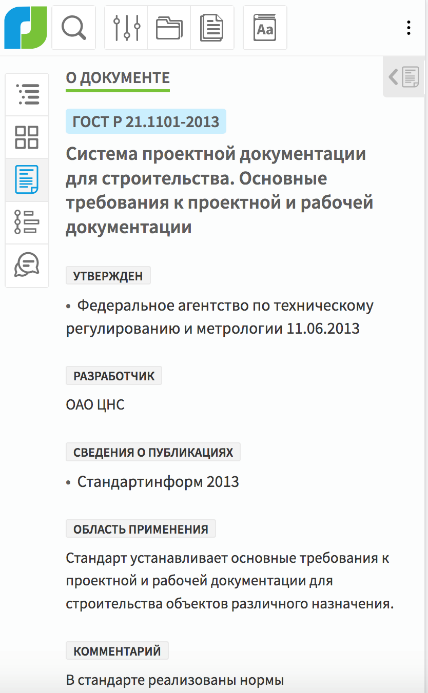 Aa
О ДОКУМЕНТЕ
ГОСТ Р 21.1101-2013
Система проектной документации
для строительства. Основные
требования к проектной и рабочей
документации
УТВЕРЖДЕН
• Федеральное агентство по техническому
регулированию и метрологии 11.06.2013
РАЗРАБОТЧИК
ОАО ЦНС
СВЕДЕНИЯ О ПУБЛИКАЦИЯХ
• Стандартинформ 2013
ОБЛАСТЬ ПРИМЕНЕНИЯ
Стандарт устанавливает основные требования к
проектной и рабочей документации для
строительства объектов различного назначения.
КОММЕНТАРИЙ
В стандарте реализованы нормы